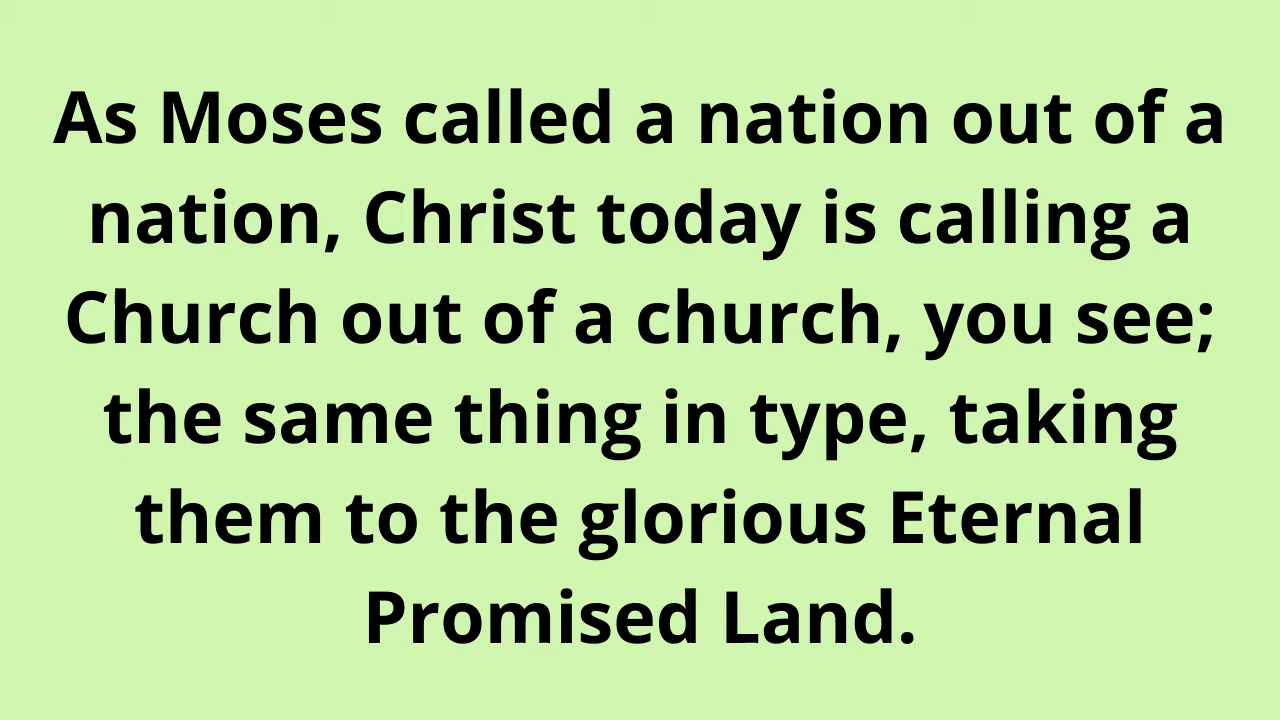 As Moses called a nation out of a
nation, Christ today is calling a
Church out of a church, you see;
the same thing in type, taking
them to the glorious Eternal
Promised Land.